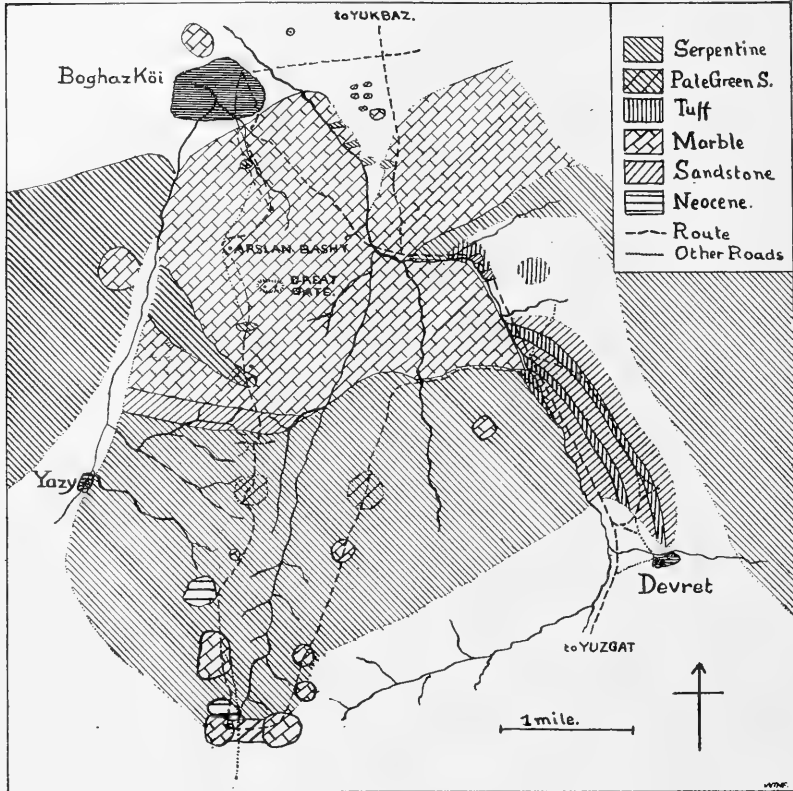 to YUKBAZ.
Boghaz Köi
Serpentine
Pale Green S.
Tuff
Marble
Sandstone
Neocene.
Route
Other Roads
ARSLAN BASHY
GREAT
GATE.
Yazy
Devret
to YUZGAT
1 mile.